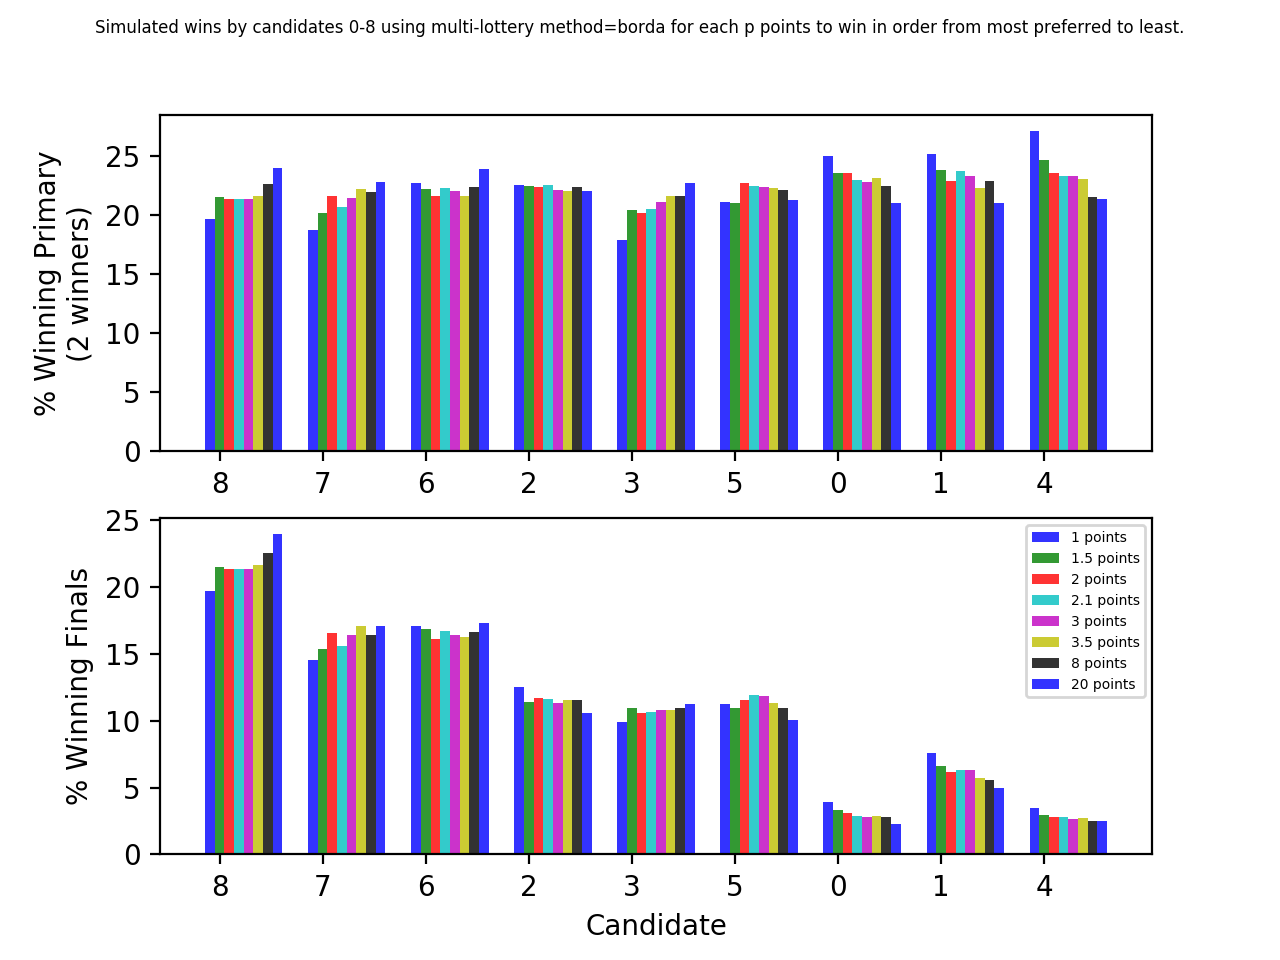 Simulated wins by candidates 0-8 using multi-lottery method=borda for each p points to win in order from most preferred to least.
% Winning Primary
(2 winners)
25
20
15
10
5
0
8 7 6 2 3 5 0 1 4
% Winning Finals
25
20
15
10
5
0
1 points
1.5 points
2 points
2.1 points
3 points
3.5 points
8 points
20 points
8 7 6 2 3 5 0 1 4
Candidate